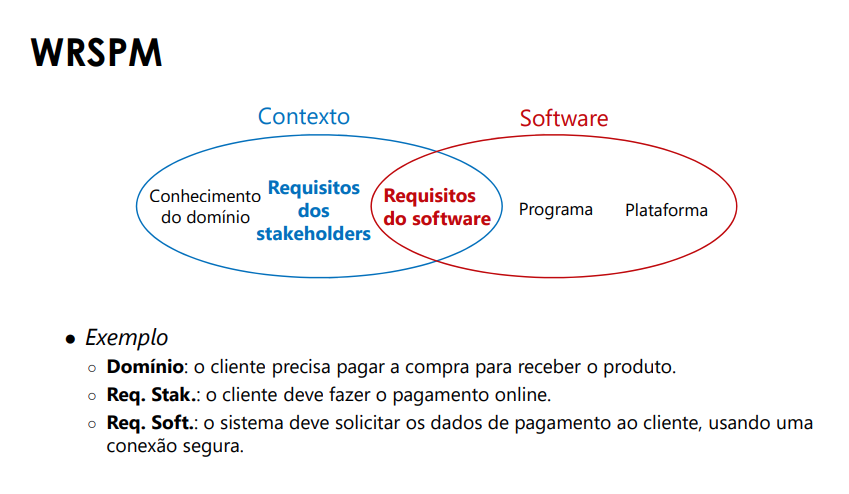 WRSPM
Contexto
Software
Conhecimento
do domínio
Requisitos
dos
stakeholders
Requisitos
do software
Programa
Plataforma
● Exemplo
○ Domínio: o cliente precisa pagar a compra para receber o produto.
○ Req. Stak.: o cliente deve fazer o pagamento online.
○ Req. Soft.: o sistema deve solicitar os dados de pagamento ao cliente, usando uma
conexão segura.